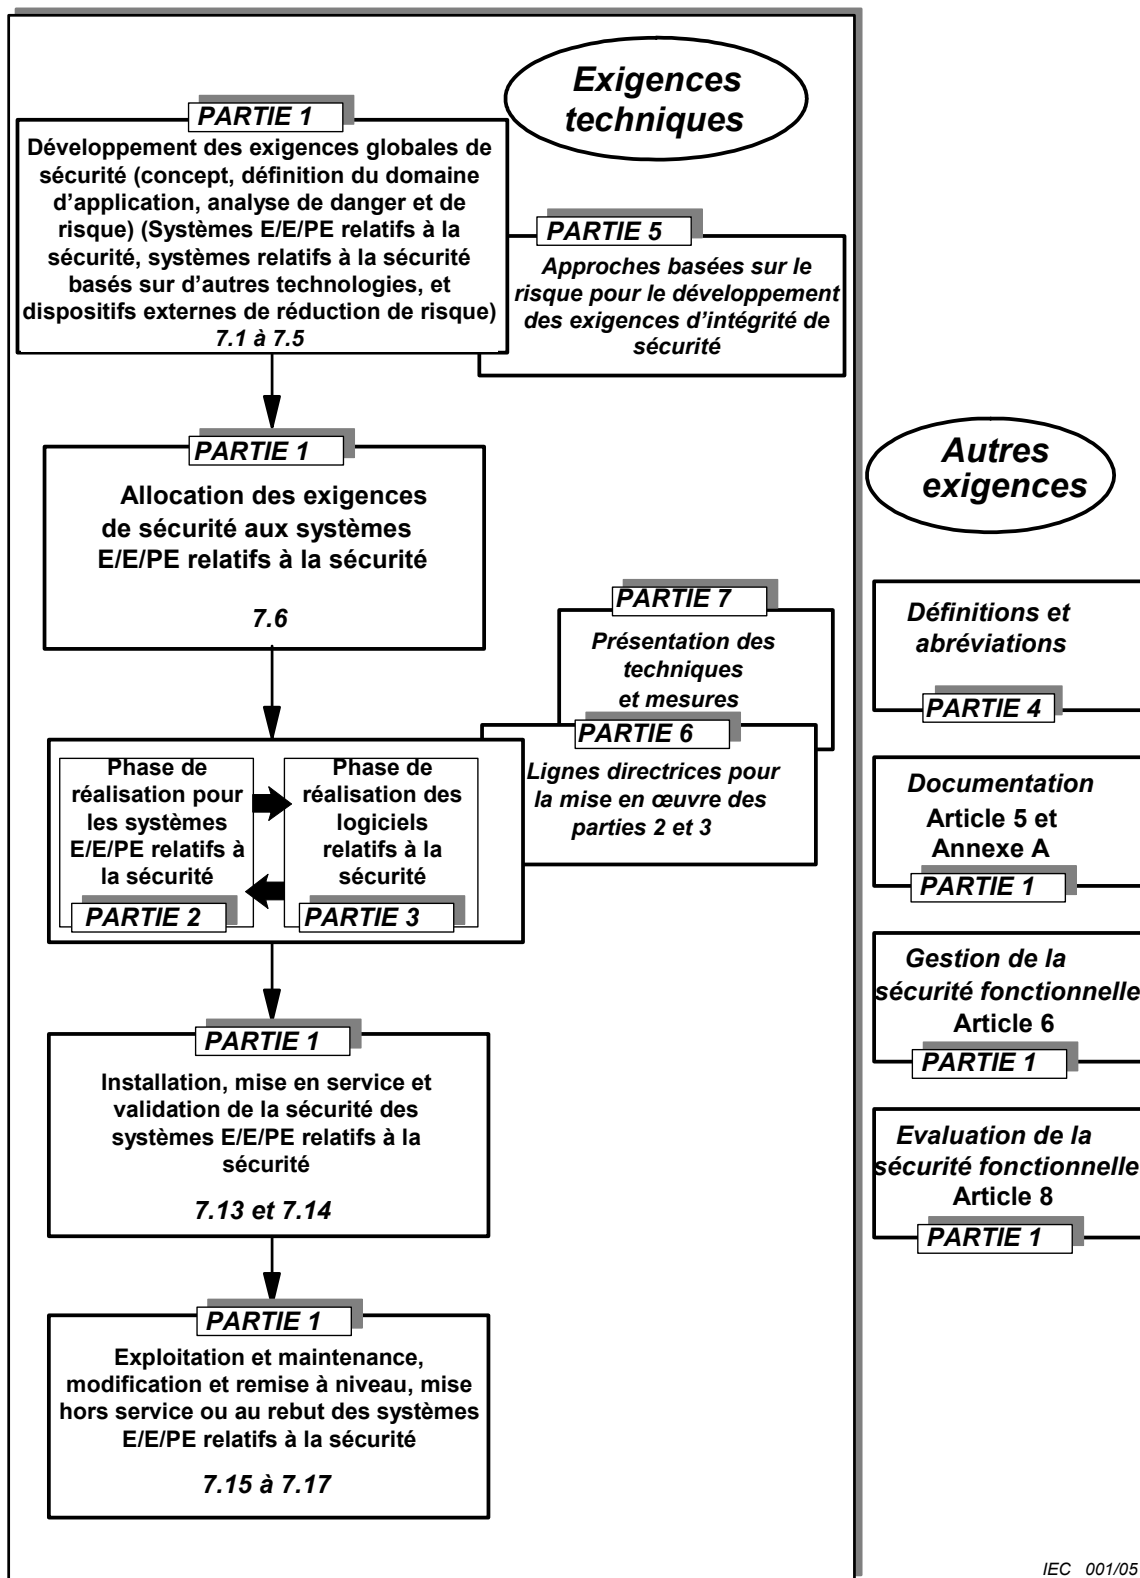 Exigences
techniques
PARTIE 1
Développement des exigences globales de
sécurité (concept, définition du domaine
d’application, analyse de danger et de
risque) (Systèmes E/E/PE relatifs à la
sécurité, systèmes relatifs à la sécurité
basés sur d’autres technologies, et
dispositifs externes de réduction de risque)
7.1 à 7.5
PARTIE 5
Approches basées sur le
risque pour le développement
des exigences d’intégrité de
sécurité
PARTIE 1
Allocation des exigences
de sécurité aux systèmes
E/E/PE relatifs à la sécurité
7.6
PARTIE 7
Présentation des
techniques
et mesures
PARTIE 6
Lignes directrices pour
la mise en œuvre des
parties 2 et 3
Phase de
réalisation pour
les systèmes
E/E/PE relatifs à
la sécurité
PARTIE 2
Phase de
réalisation des
logiciels
relatifs à la
sécurité
PARTIE 3
PARTIE 1
Installation, mise en service et
validation de la sécurité des
systèmes E/E/PE relatifs à la
sécurité
7.13 et 7.14
PARTIE 1
Exploitation et maintenance,
modification et remise à niveau, mise
hors service ou au rebut des systèmes
E/E/PE relatifs à la sécurité
7.15 à 7.17
Autres
exigences
Définitions et
abréviations
PARTIE 4
Documentation
Article 5 et
Annexe A
PARTIE 1
Gestion de la
sécurité fonctionnelle
Article 6
PARTIE 1
Evaluation de la
sécurité fonctionnelle
Article 8
PARTIE 1
IEC 001/05